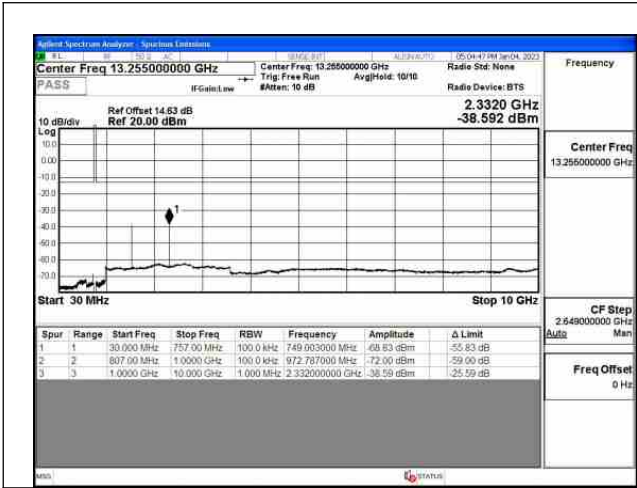 Agilent Spectrum Analyzer - Spurious Emissions
RL RF 50 Ω AC SENSE:INT ALIGN AUTO 05:04:47 PM Jan 04, 2023
Center Freq 13.255000000 GHz
Center Freq: 13.255000000 GHz
Radio Std: None
Frequency
PASS
Trig: Free Run
Avg|Hold: 10/10
IFGain:Low
#Atten: 10 dB
Radio Device: BTS
Ref Offset 14.63 dB
2.3320 GHz
10 dB/div
Ref 20.00 dBm
-38.592 dBm
Log
10.0
0.00
-10.0
-20.0
-30.0
-40.0
-50.0
-60.0
-70.0
1
Center Freq
13.255000000 GHz
Start 30 MHz
Stop 10 GHz
CF Step
2.649000000 GHz
Auto Man
Spur Range Start Freq Stop Freq RBW Frequency Amplitude Δ Limit
1 1 30.000 MHz 757.00 MHz 100.0 kHz 749.003000 MHz -68.83 dBm -55.83 dB
2 2 807.00 MHz 1.0000 GHz 100.0 kHz 972.787000 MHz -72.00 dBm -59.00 dB
3 3 1.0000 GHz 10.000 GHz 1.000 MHz 2.332000000 GHz -38.59 dBm -25.59 dB
Freq Offset
0 Hz
MSG
STATUS